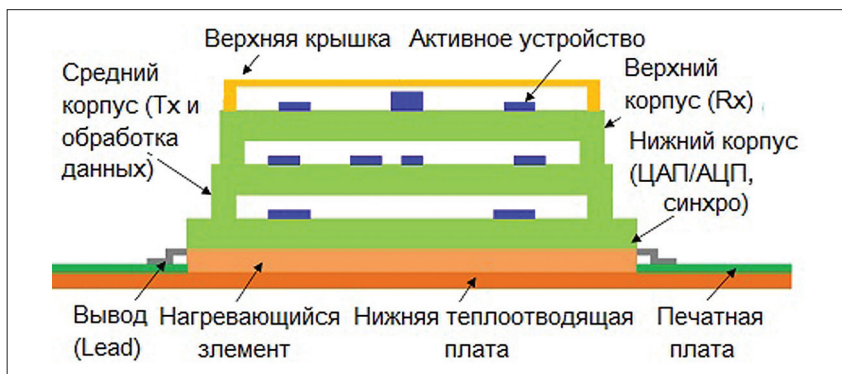 Верхняя крышка
Активное устройство
Средний
корпус (Tx и
обработка
данных)
Верхний
корпус (Rx)
Нижний корпус
(ЦАП/АЦП,
синхро)
Вывод
(Lead)
Нагревающийся
злемент
Нижняя теплоотводящая
плата
Печатная
плата